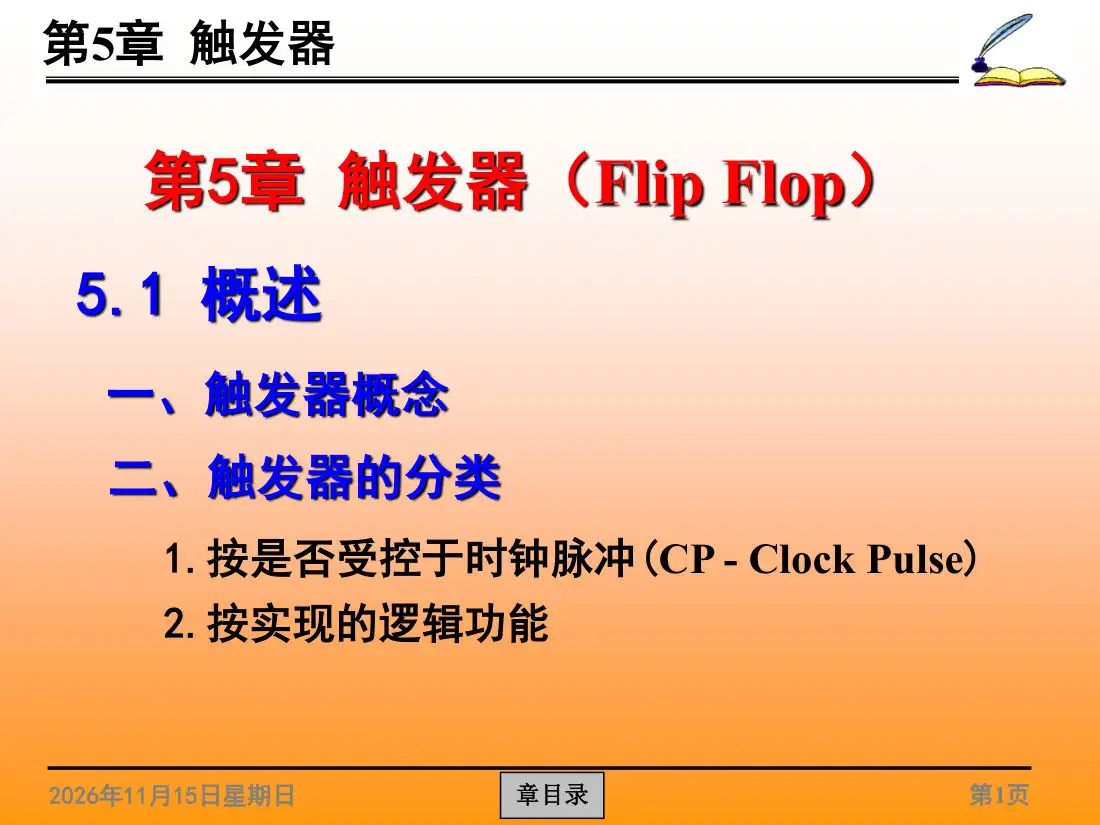 第5章 触发器
第5章 触发器（Flip Flop）
5.1 概述
一、触发器概念
二、触发器的分类
1.按是否受控于时钟脉冲(CP - Clock Pulse)
2.按实现的逻辑功能
2026年11月15日星期日
章目录
第1页